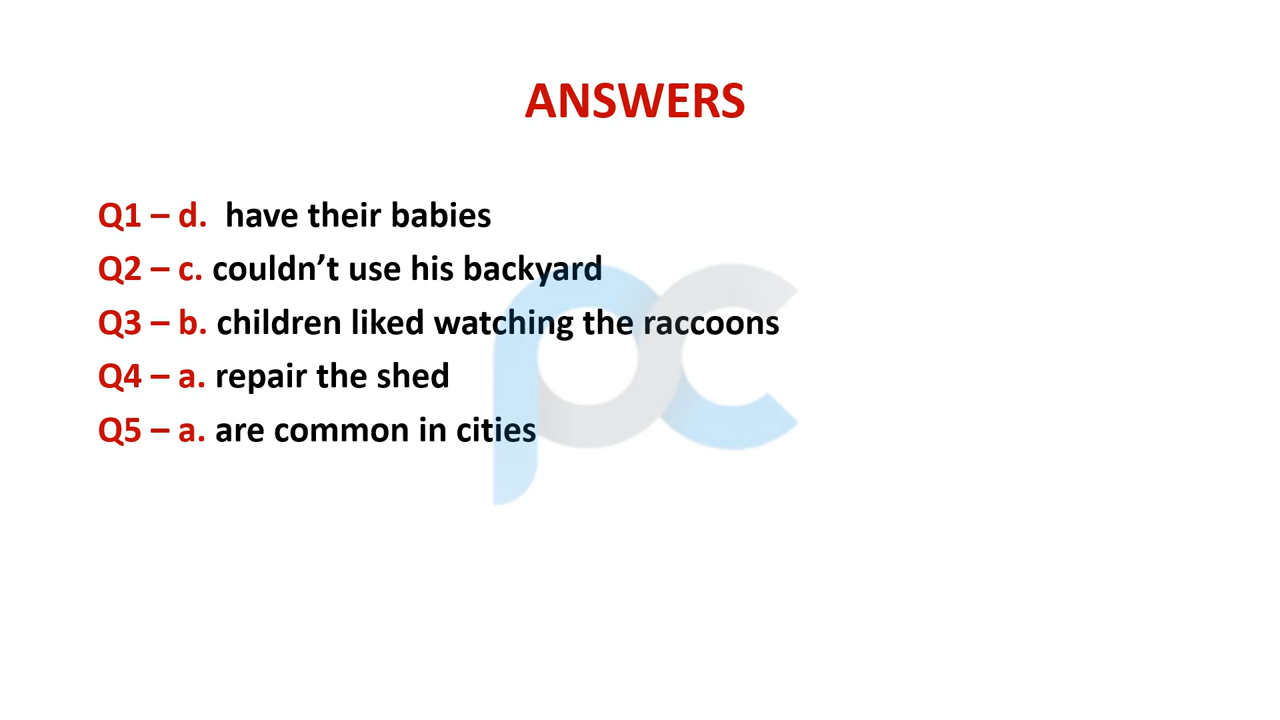 ANSWERS
Q1 – d.  have their babies
Q2 – c. couldn’t use his backyard
Q3 – b. children liked watching the raccoons
Q4 – a. repair the shed
Q5 – a. are common in cities
pc